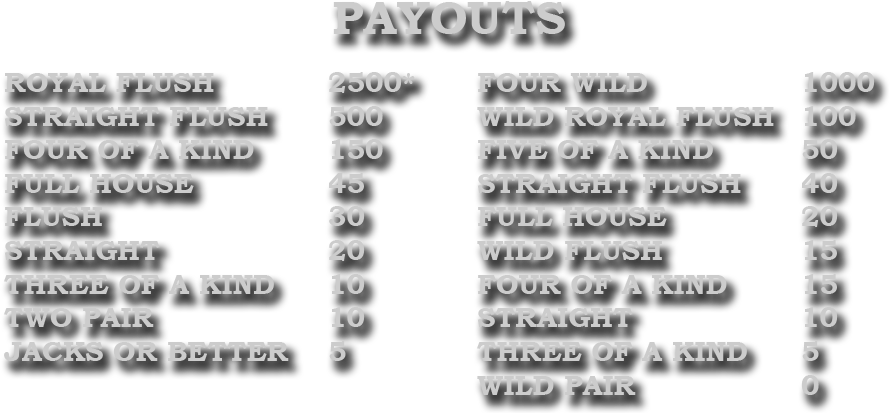 PAYOUTS
ROYAL FLUSH 2500* FOUR WILD 1000
STRAIGHT FLUSH 500 WILD ROYAL FLUSH 100
FOUR OF A KIND 150 FIVE OF A KIND 50
FULL HOUSE 45 STRAIGHT FLUSH 40
FLUSH 30 FULL HOUSE 20
STRAIGHT 20 WILD FLUSH 15
THREE OF A KIND 10 FOUR OF A KIND 15
TWO PAIR 10 STRAIGHT 10
JACKS OR BETTER 5 THREE OF A KIND 5
WILD PAIR 0